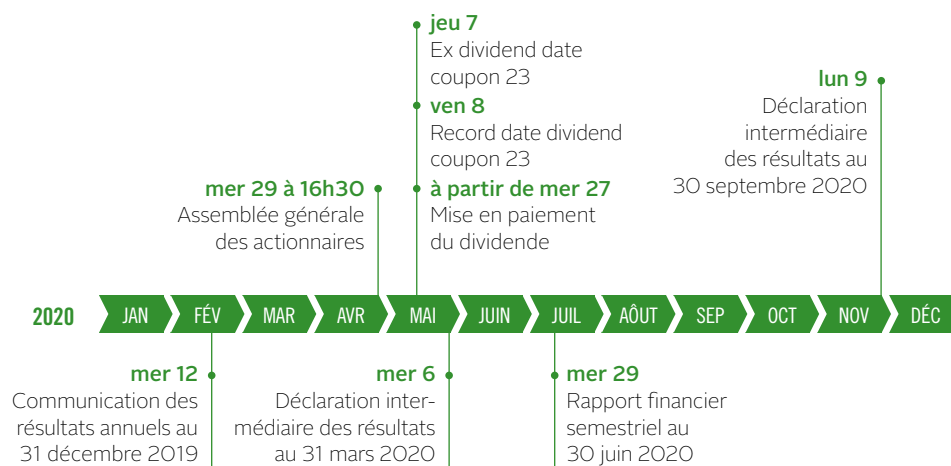 jeu 7
Ex dividend date
coupon 23
ven 8
Record date dividend
coupon 23
à partir de mer 27
Mise en paiement
du dividende
lun 9
Déclaration
intermédiaire
des résultats au
30 septembre 2020
mer 29 à 16h30
Assemblée générale
des actionnaires
2020 JAN FÉV MAR AVR MAI JUIN JUIL AÔUT SEP OCT NOV DÉC
mer 12
Communication des
résultats annuels au
31 décembre 2019
mer 6
Déclaration inter-
médiaire des résultats
au 31 mars 2020
mer 29
Rapport financier
semestriel au
30 juin 2020